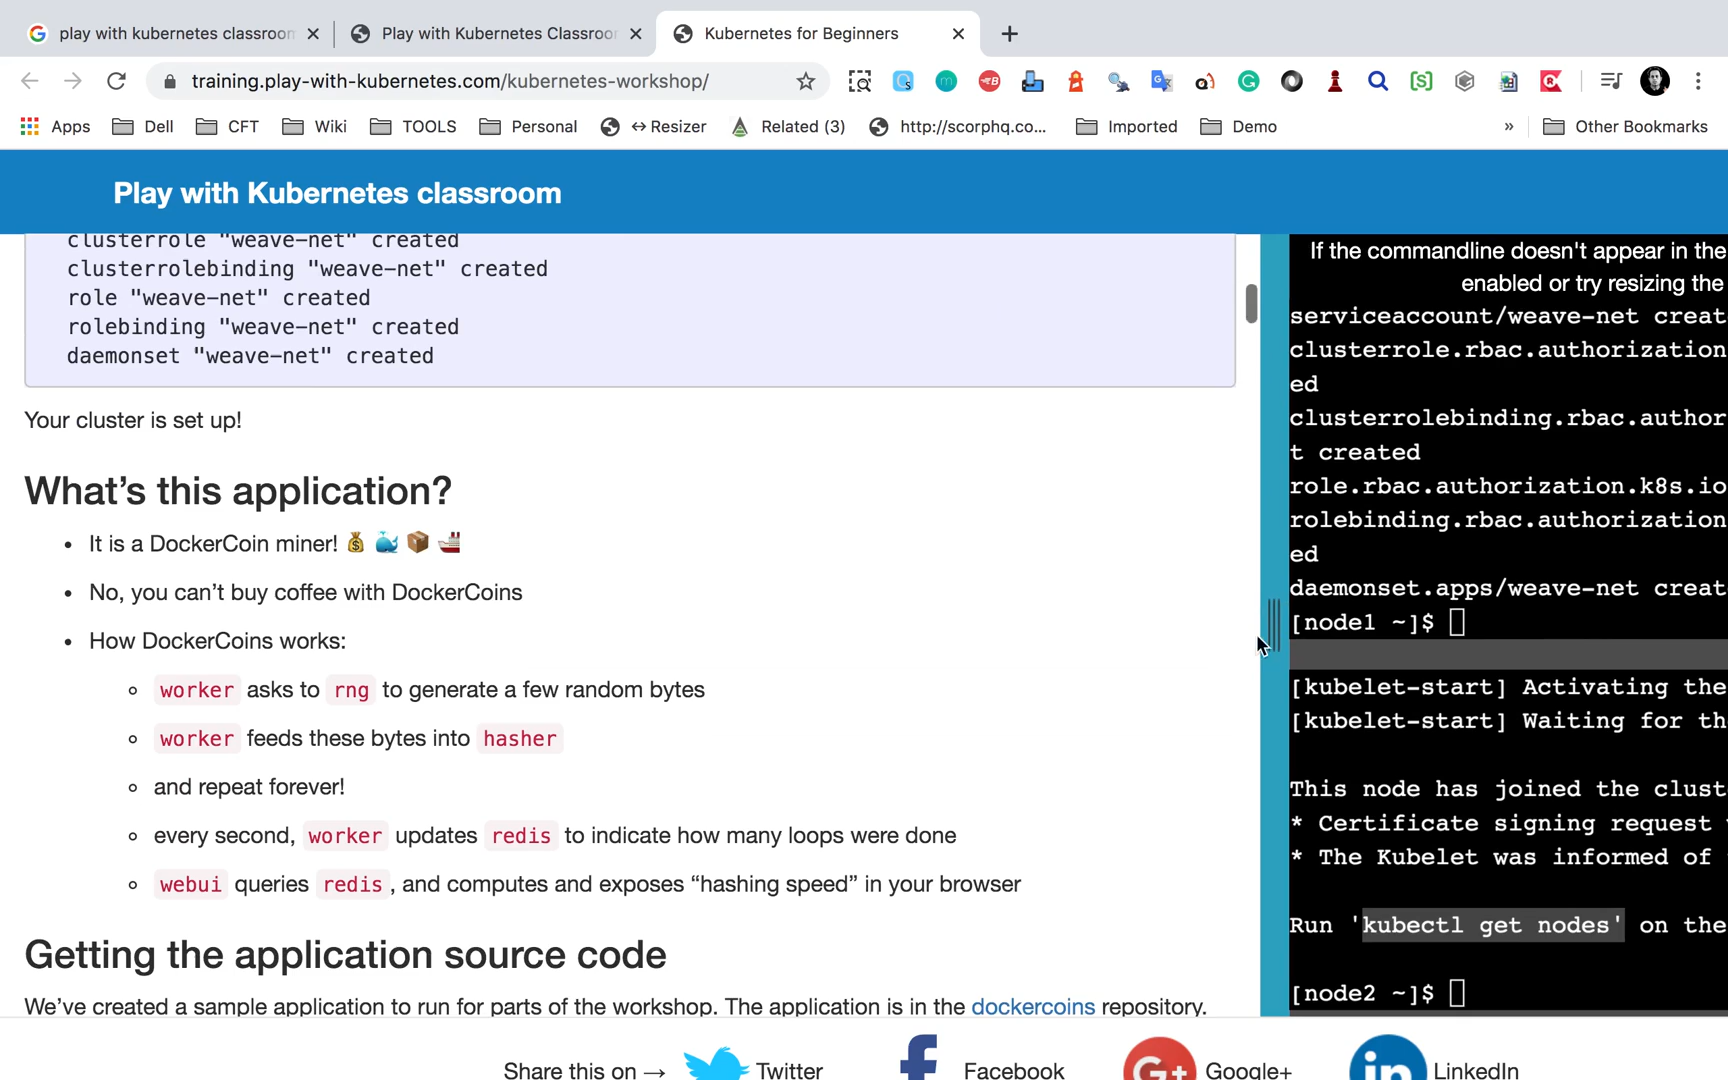 play with kubernetes classroom
Play with Kubernetes Classroo
Kubernetes for Beginners
training.play-with-kubernetes.com/kubernetes-workshop/
Apps
Dell
CFT
Wiki
TOOLS
Personal
↔Resizer
Related (3)
http://scorphq.co...
Imported
Demo
»
Other Bookmarks
Play with Kubernetes classroom
clusterrole "weave-net" created
clusterrolebinding "weave-net" created
role "weave-net" created
rolebinding "weave-net" created
daemonset "weave-net" created
Your cluster is set up!
What’s this application?
• It is a DockerCoin miner! 💰 🐳 📦 🚢
• No, you can’t buy coffee with DockerCoins
• How DockerCoins works:
worker asks to rng to generate a few random bytes
worker feeds these bytes into hasher
and repeat forever!
every second, worker updates redis to indicate how many loops were done
webui queries redis, and computes and exposes “hashing speed” in your browser
Getting the application source code
We’ve created a sample application to run for parts of the workshop. The application is in the dockercoins repository.
If the commandline doesn't appear in the
enabled or try resizing the
serviceaccount/weave-net creat
clusterrole.rbac.authorization
ed
clusterrolebinding.rbac.author
t created
role.rbac.authorization.k8s.io
rolebinding.rbac.authorization
ed
daemonset.apps/weave-net creat
[node1 ~]$
[kubelet-start] Activating the
[kubelet-start] Waiting for th
This node has joined the clust
* Certificate signing request
* The Kubelet was informed of
Run 'kubectl get nodes' on the
[node2 ~]$
Share this on →
Twitter
Facebook
Google+
LinkedIn